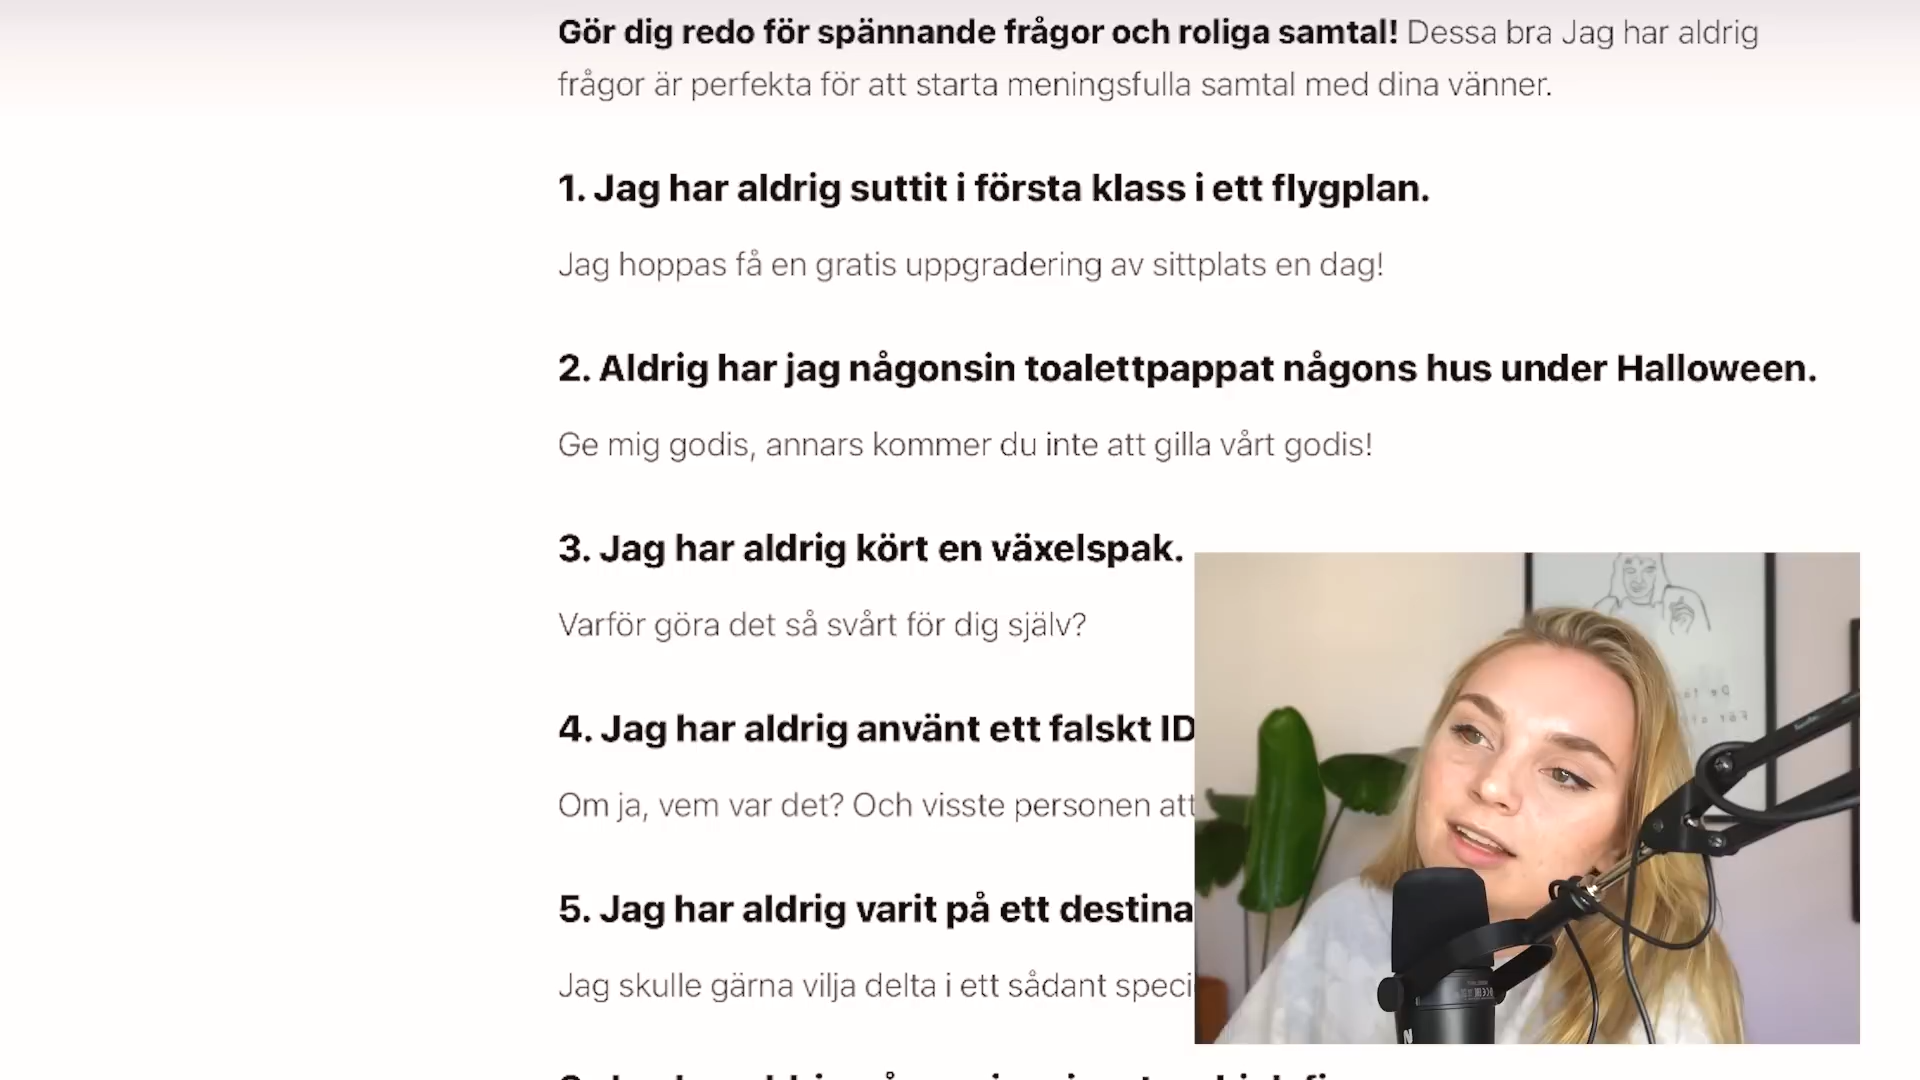 Gör dig redo för spännande frågor och roliga samtal! Dessa bra Jag har aldrig
frågor är perfekta för att starta meningsfulla samtal med dina vänner.
1. Jag har aldrig suttit i första klass i ett flygplan.
Jag hoppas få en gratis uppgradering av sittplats en dag!
2. Aldrig har jag någonsin toalettpappat någons hus under Halloween.
Ge mig godis, annars kommer du inte att gilla vårt godis!
3. Jag har aldrig kört en växelspak.
Varför göra det så svårt för dig själv?
4. Jag har aldrig använt ett falskt ID
Om ja, vem var det? Och visste personen att
5. Jag har aldrig varit på ett destina
Jag skulle gärna vilja delta i ett sådant speci